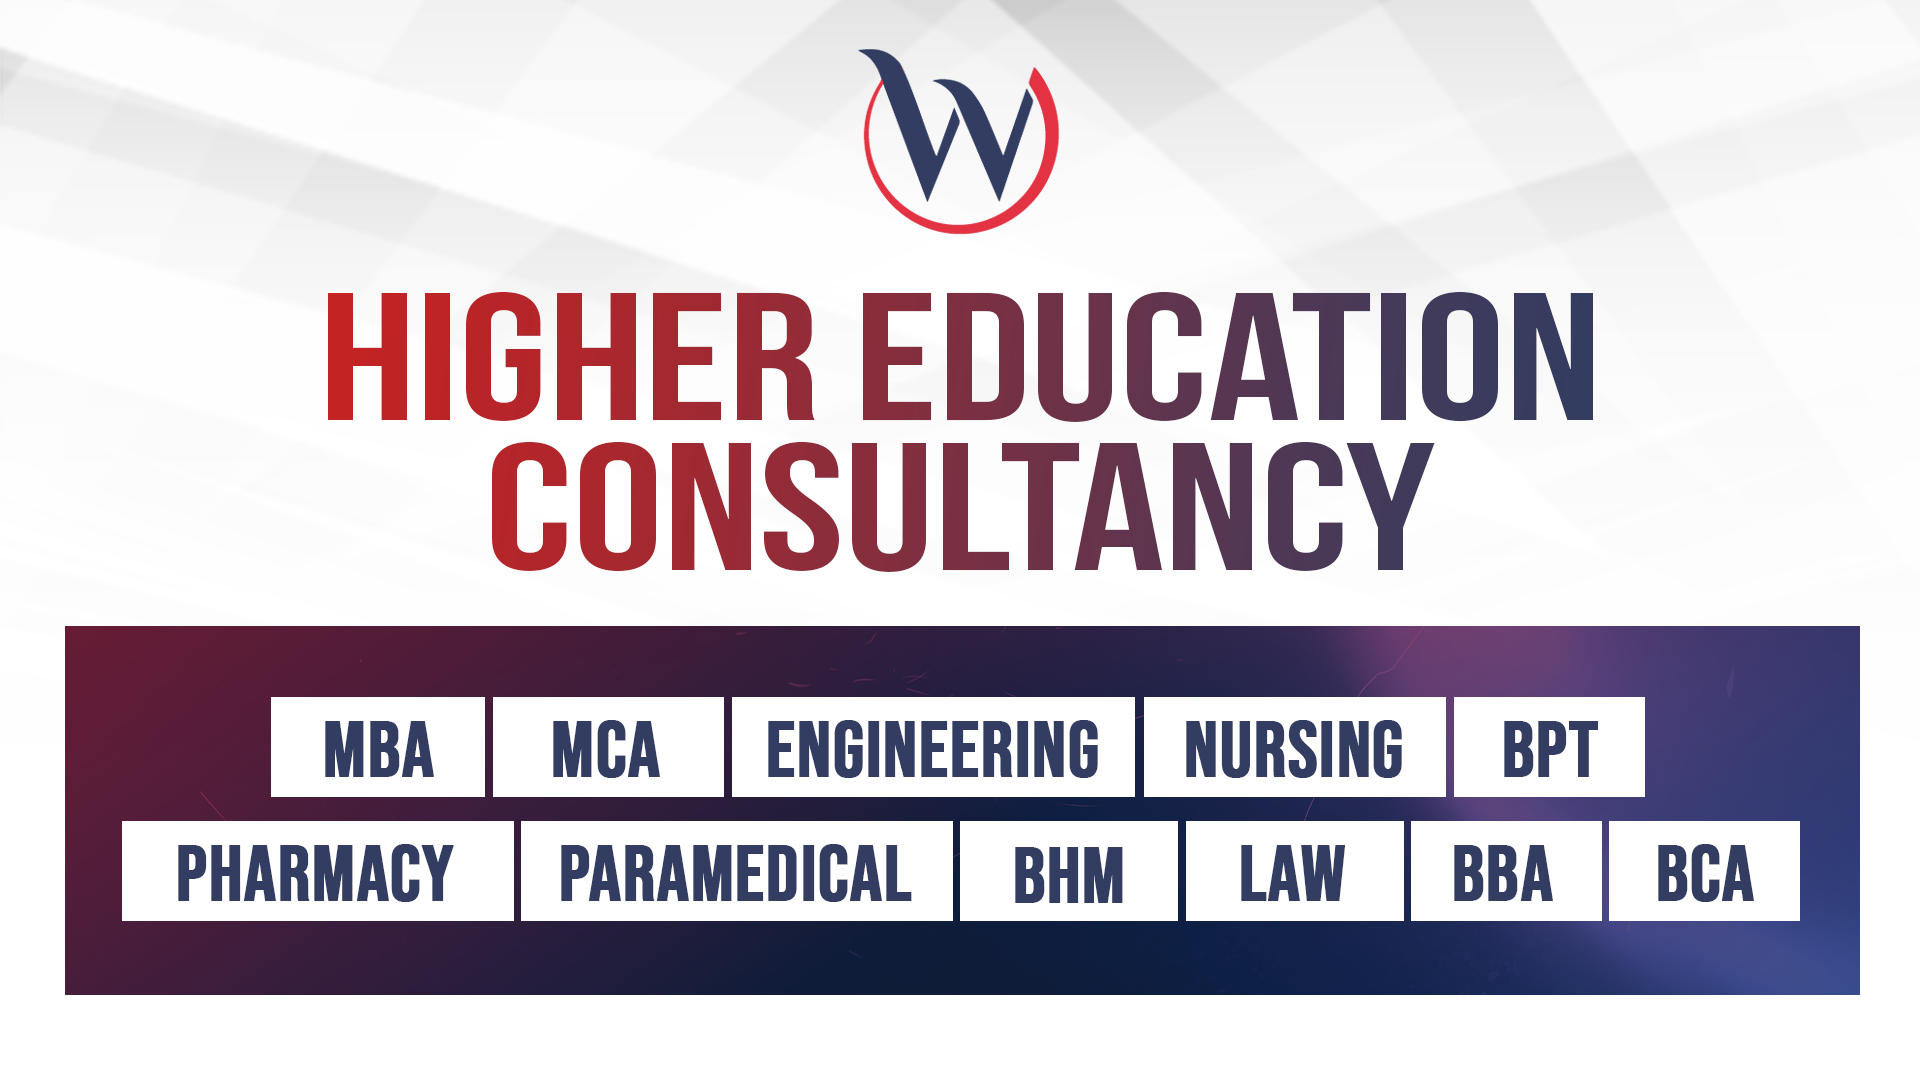 W
HIGHER EDUCATION
CONSULTANCY
MBA MCA ENGINEERING NURSING BPT
PHARMACY PARAMEDICAL BHM LAW BBA BCA